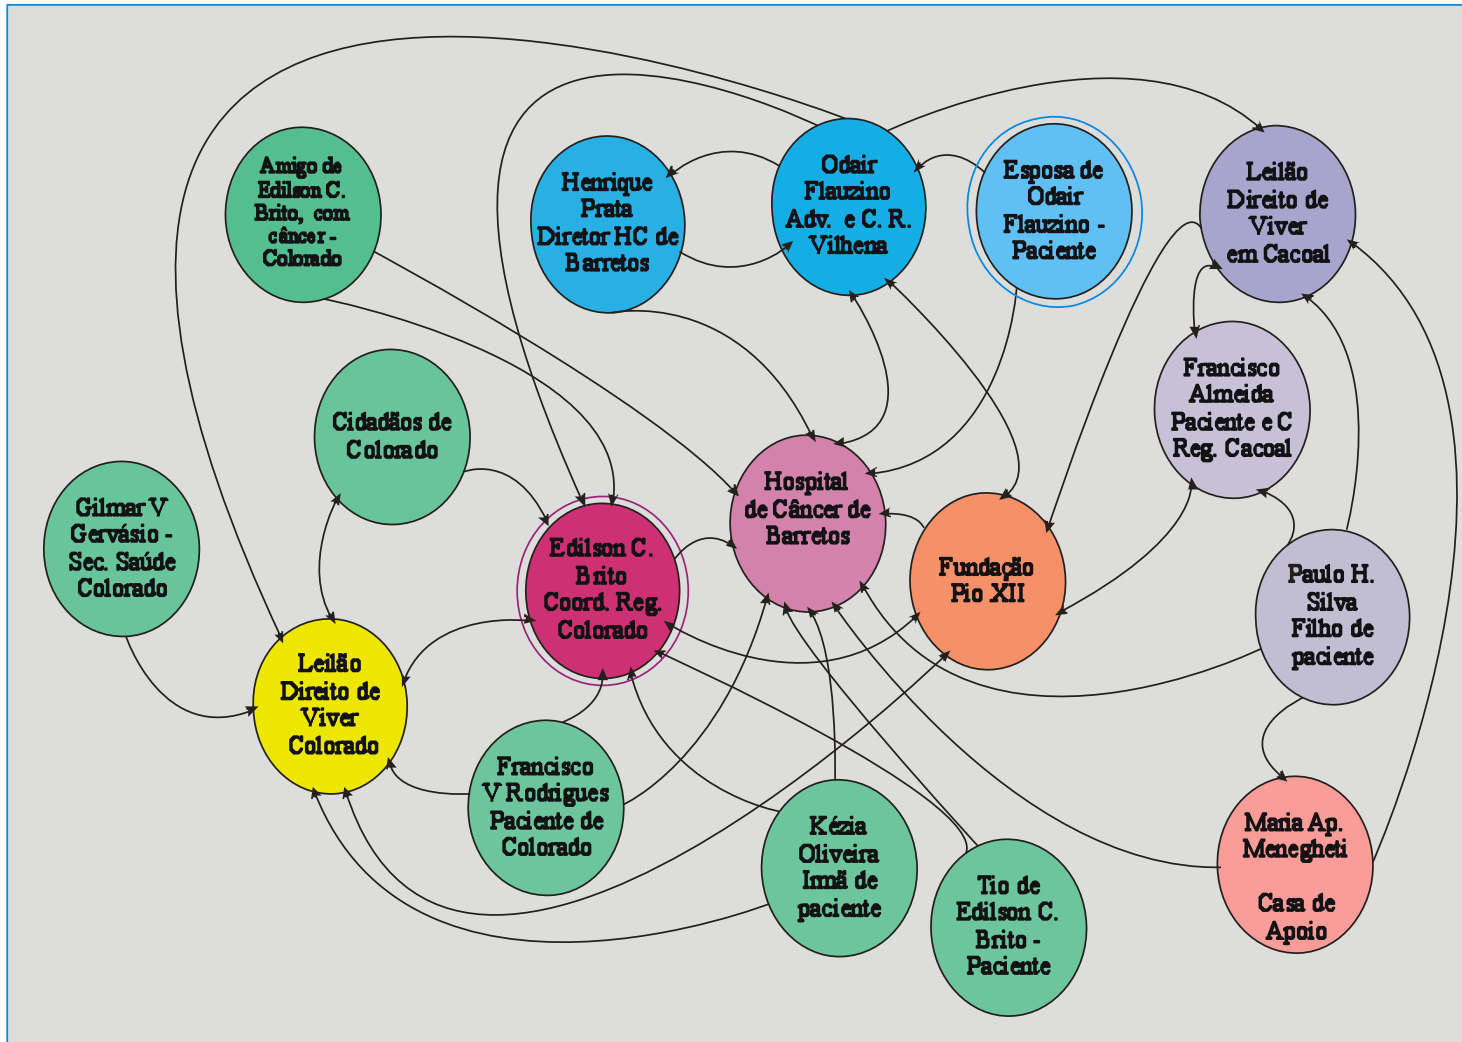 Amigo de
Edilson C.
Brito, com
câncer -
Colorado
Henrique
Prata
Diretor HC de
Barretos
Odair
Flauzino
Adv. e C. R.
Vilhena
Esposa de
Odair
Flauzino -
Paciente
Leilão
Direito de
Viver
em Cacoal
Cidadãos de
Colorado
Francisco
Almeida
Paciente e C
Reg. Cacoal
Gilmar V
Gervásio -
Sec. Saúde
Colorado
Edilson C.
Brito
Coord. Reg.
Colorado
Hospital
de Câncer de
Barretos
Fundação
Pio XII
Paulo H.
Silva
Filho de
paciente
Leilão
Direito de
Viver
Colorado
Francisco
V Rodrigues
Paciente de
Colorado
Kézia
Oliveira
Irmã de
paciente
Tio de
Edilson C.
Brito -
Paciente
Maria Ap.
Menegheti
Casa de
Apoio